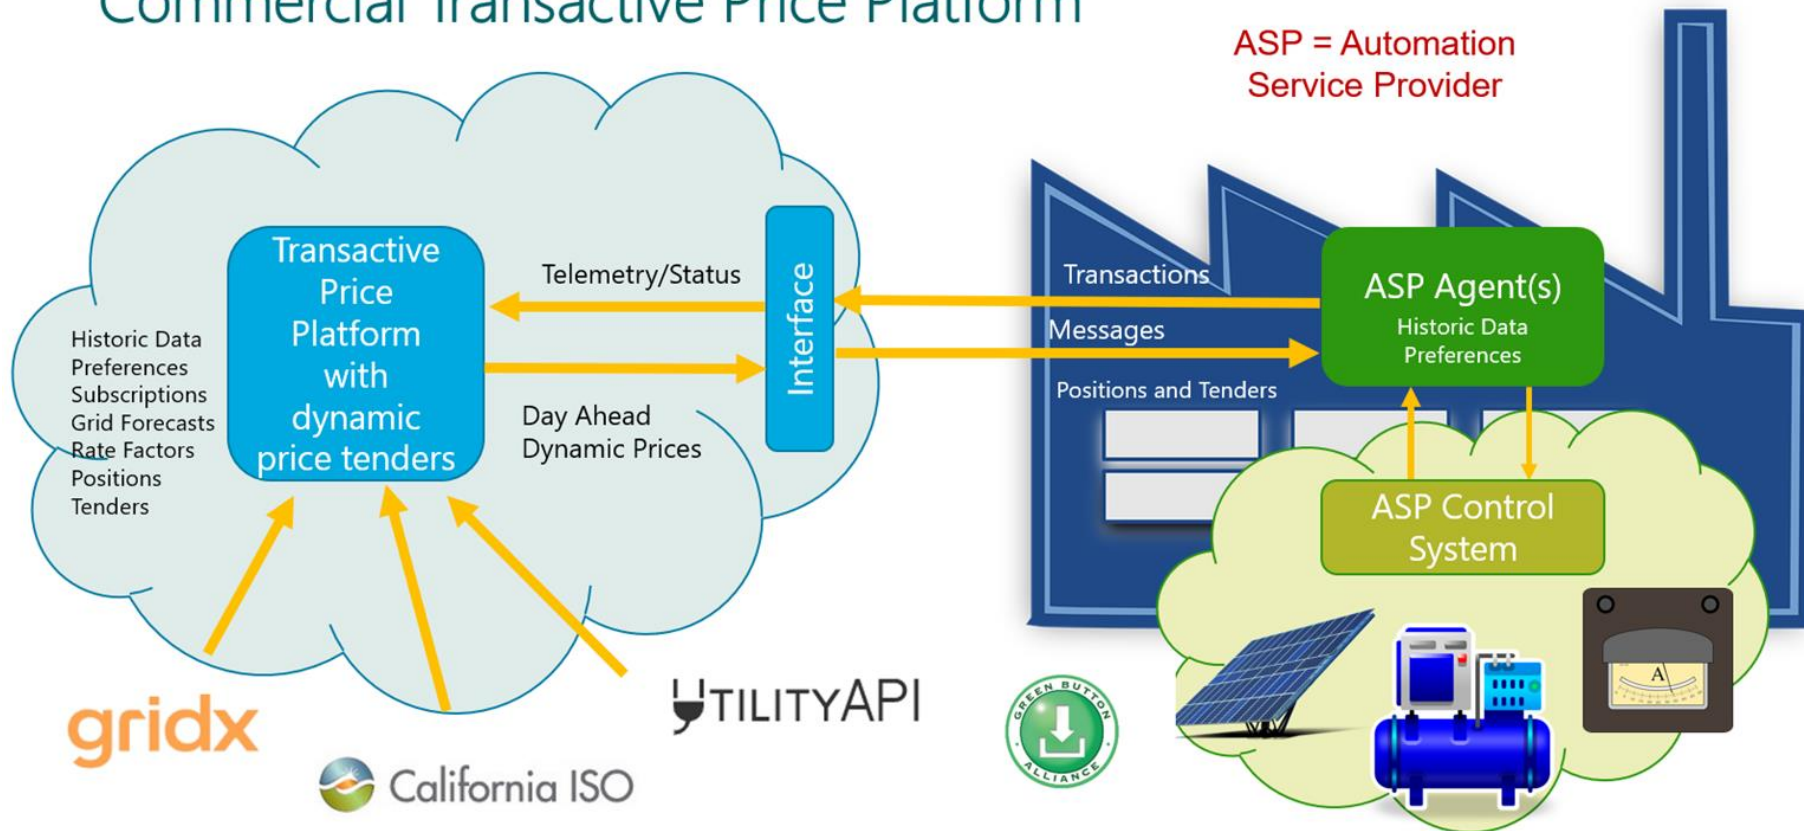 Commercial Transactive Price Platform
ASP = Automation
Service Provider
Transactive
Price
Platform
with
dynamic
price tenders
Historic Data
Preferences
Subscriptions
Grid Forecasts
Rate Factors
Positions
Tenders
Telemetry/Status
Day Ahead
Dynamic Prices
Interface
Transactions
Messages
Positions and Tenders
ASP Agent(s)
Historic Data
Preferences
ASP Control
System
gridx
California ISO
UTILITYAPI
GREEN BUTTON
ALLIANCE
A